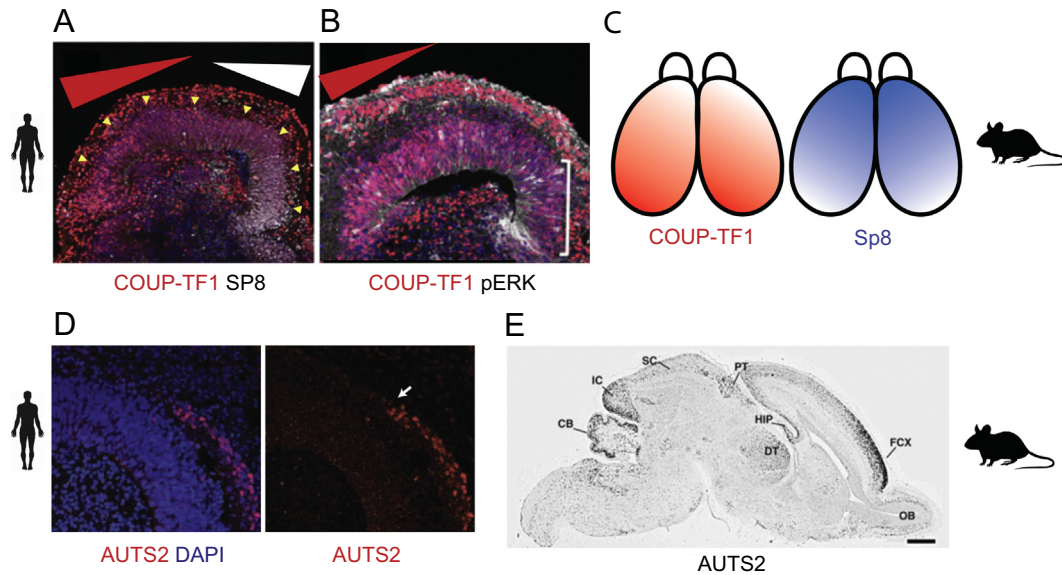 A
B
C
COUP-TF1 SP8
COUP-TF1 pERK
COUP-TF1
Sp8
D
E
AUTS2 DAPI
AUTS2
SC
PT
IC
CB
HIP
DT
FCX
OB
AUTS2